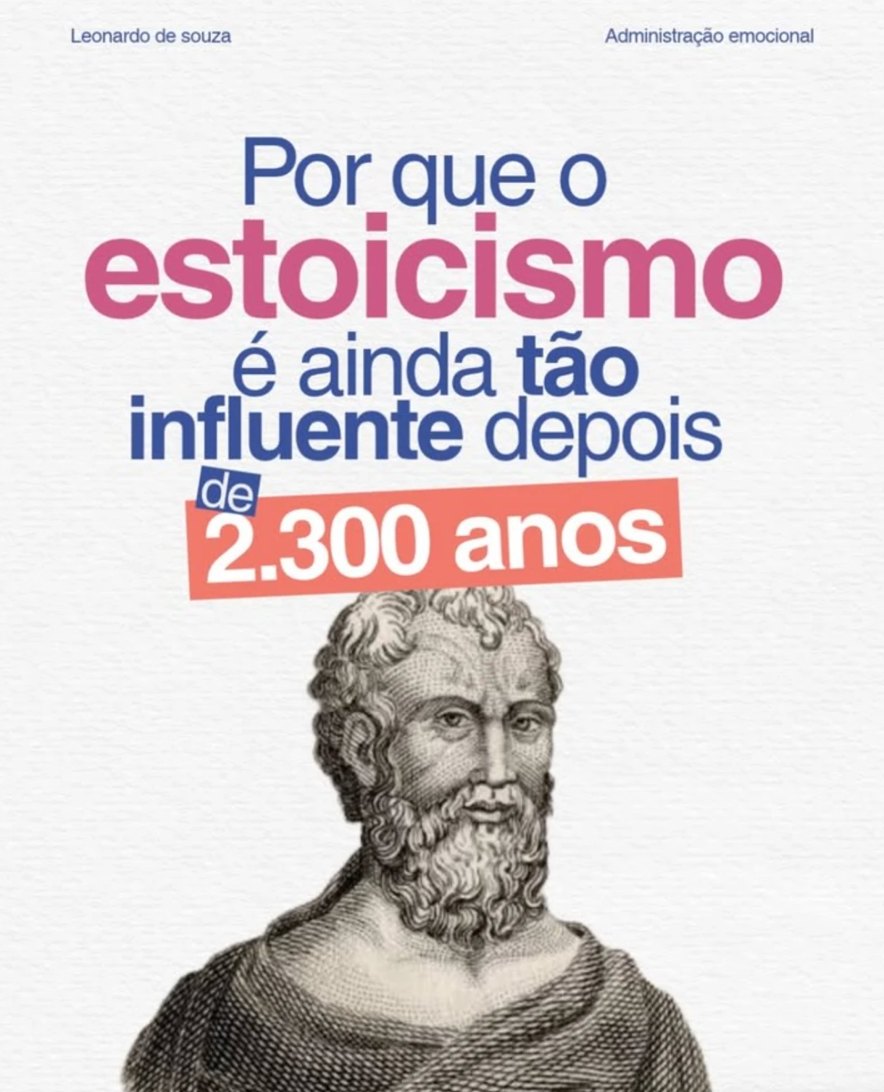 Leonardo de souza
Administração emocional
Por que o
estoicismo
é ainda tão
influente depois
de
2.300 anos